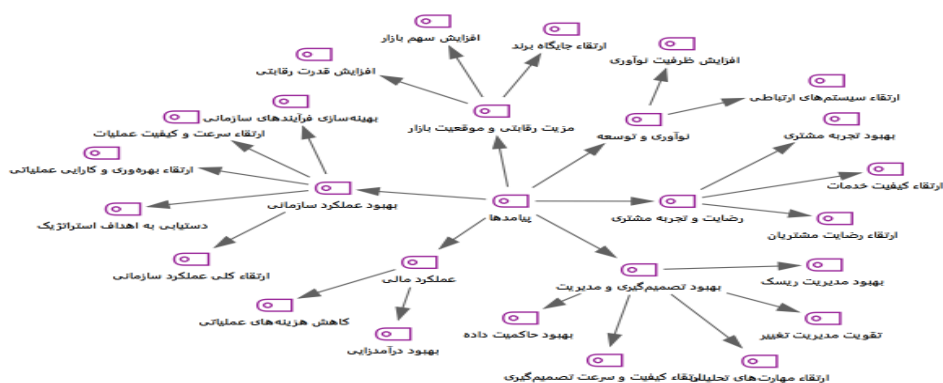 ارتقاء جایگاه برند
افزایش سهم بازار
افزایش ظرفیت نوآوری
افزایش قدرت رقابتی
ارتقاء سیستم‌های ارتباطی
بهینه‌سازی فرآیندهای سازمانی
مزیت رقابتی و موقعیت بازار
نوآوری و توسعه
بهبود تجربه مشتری
ارتقاء سرعت و کیفیت عملیات
ارتقاء بهره‌وری و کارایی عملیاتی
ارتقاء کیفیت خدمات
بهبود عملکرد سازمانی
پیامدها
رضایت و تجربه مشتری
دستیابی به اهداف استراتژیک
ارتقاء رضایت مشتریان
ارتقاء کلی عملکرد سازمانی
عملکرد مالی
بهبود تصمیم‌گیری و مدیریت
بهبود مدیریت ریسک
کاهش هزینه‌های عملیاتی
بهبود حاکمیت داده
تقویت مدیریت تغییر
بهبود درآمدزایی
ارتقاء کیفیت و سرعت تصمیم‌گیری
ارتقاء مهارت‌های